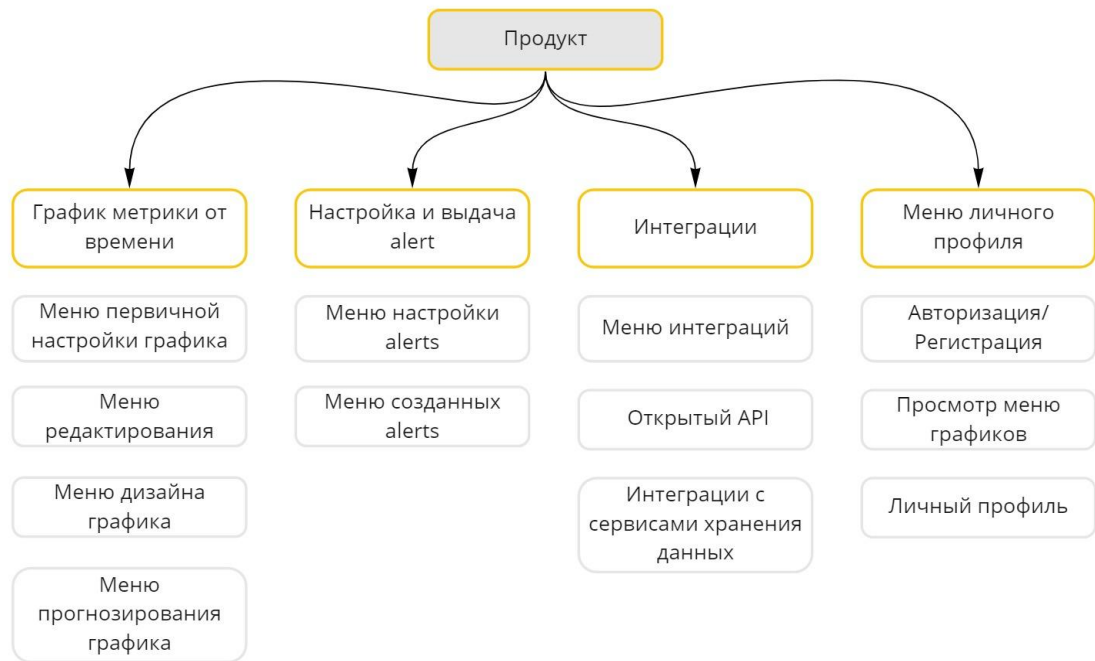 Продукт
График метрики от
времени
Меню первичной
настройки графика
Меню
редактирования
Меню дизайна
графика
Меню
прогнозирования
графика
Настройка и выдача
alert
Меню настройки
alerts
Меню созданных
alerts
Интеграции
Меню интеграций
Открытый API
Интеграции с
сервисами хранения
данных
Меню личного
профиля
Авторизация/
Регистрация
Просмотр меню
графиков
Личный профиль